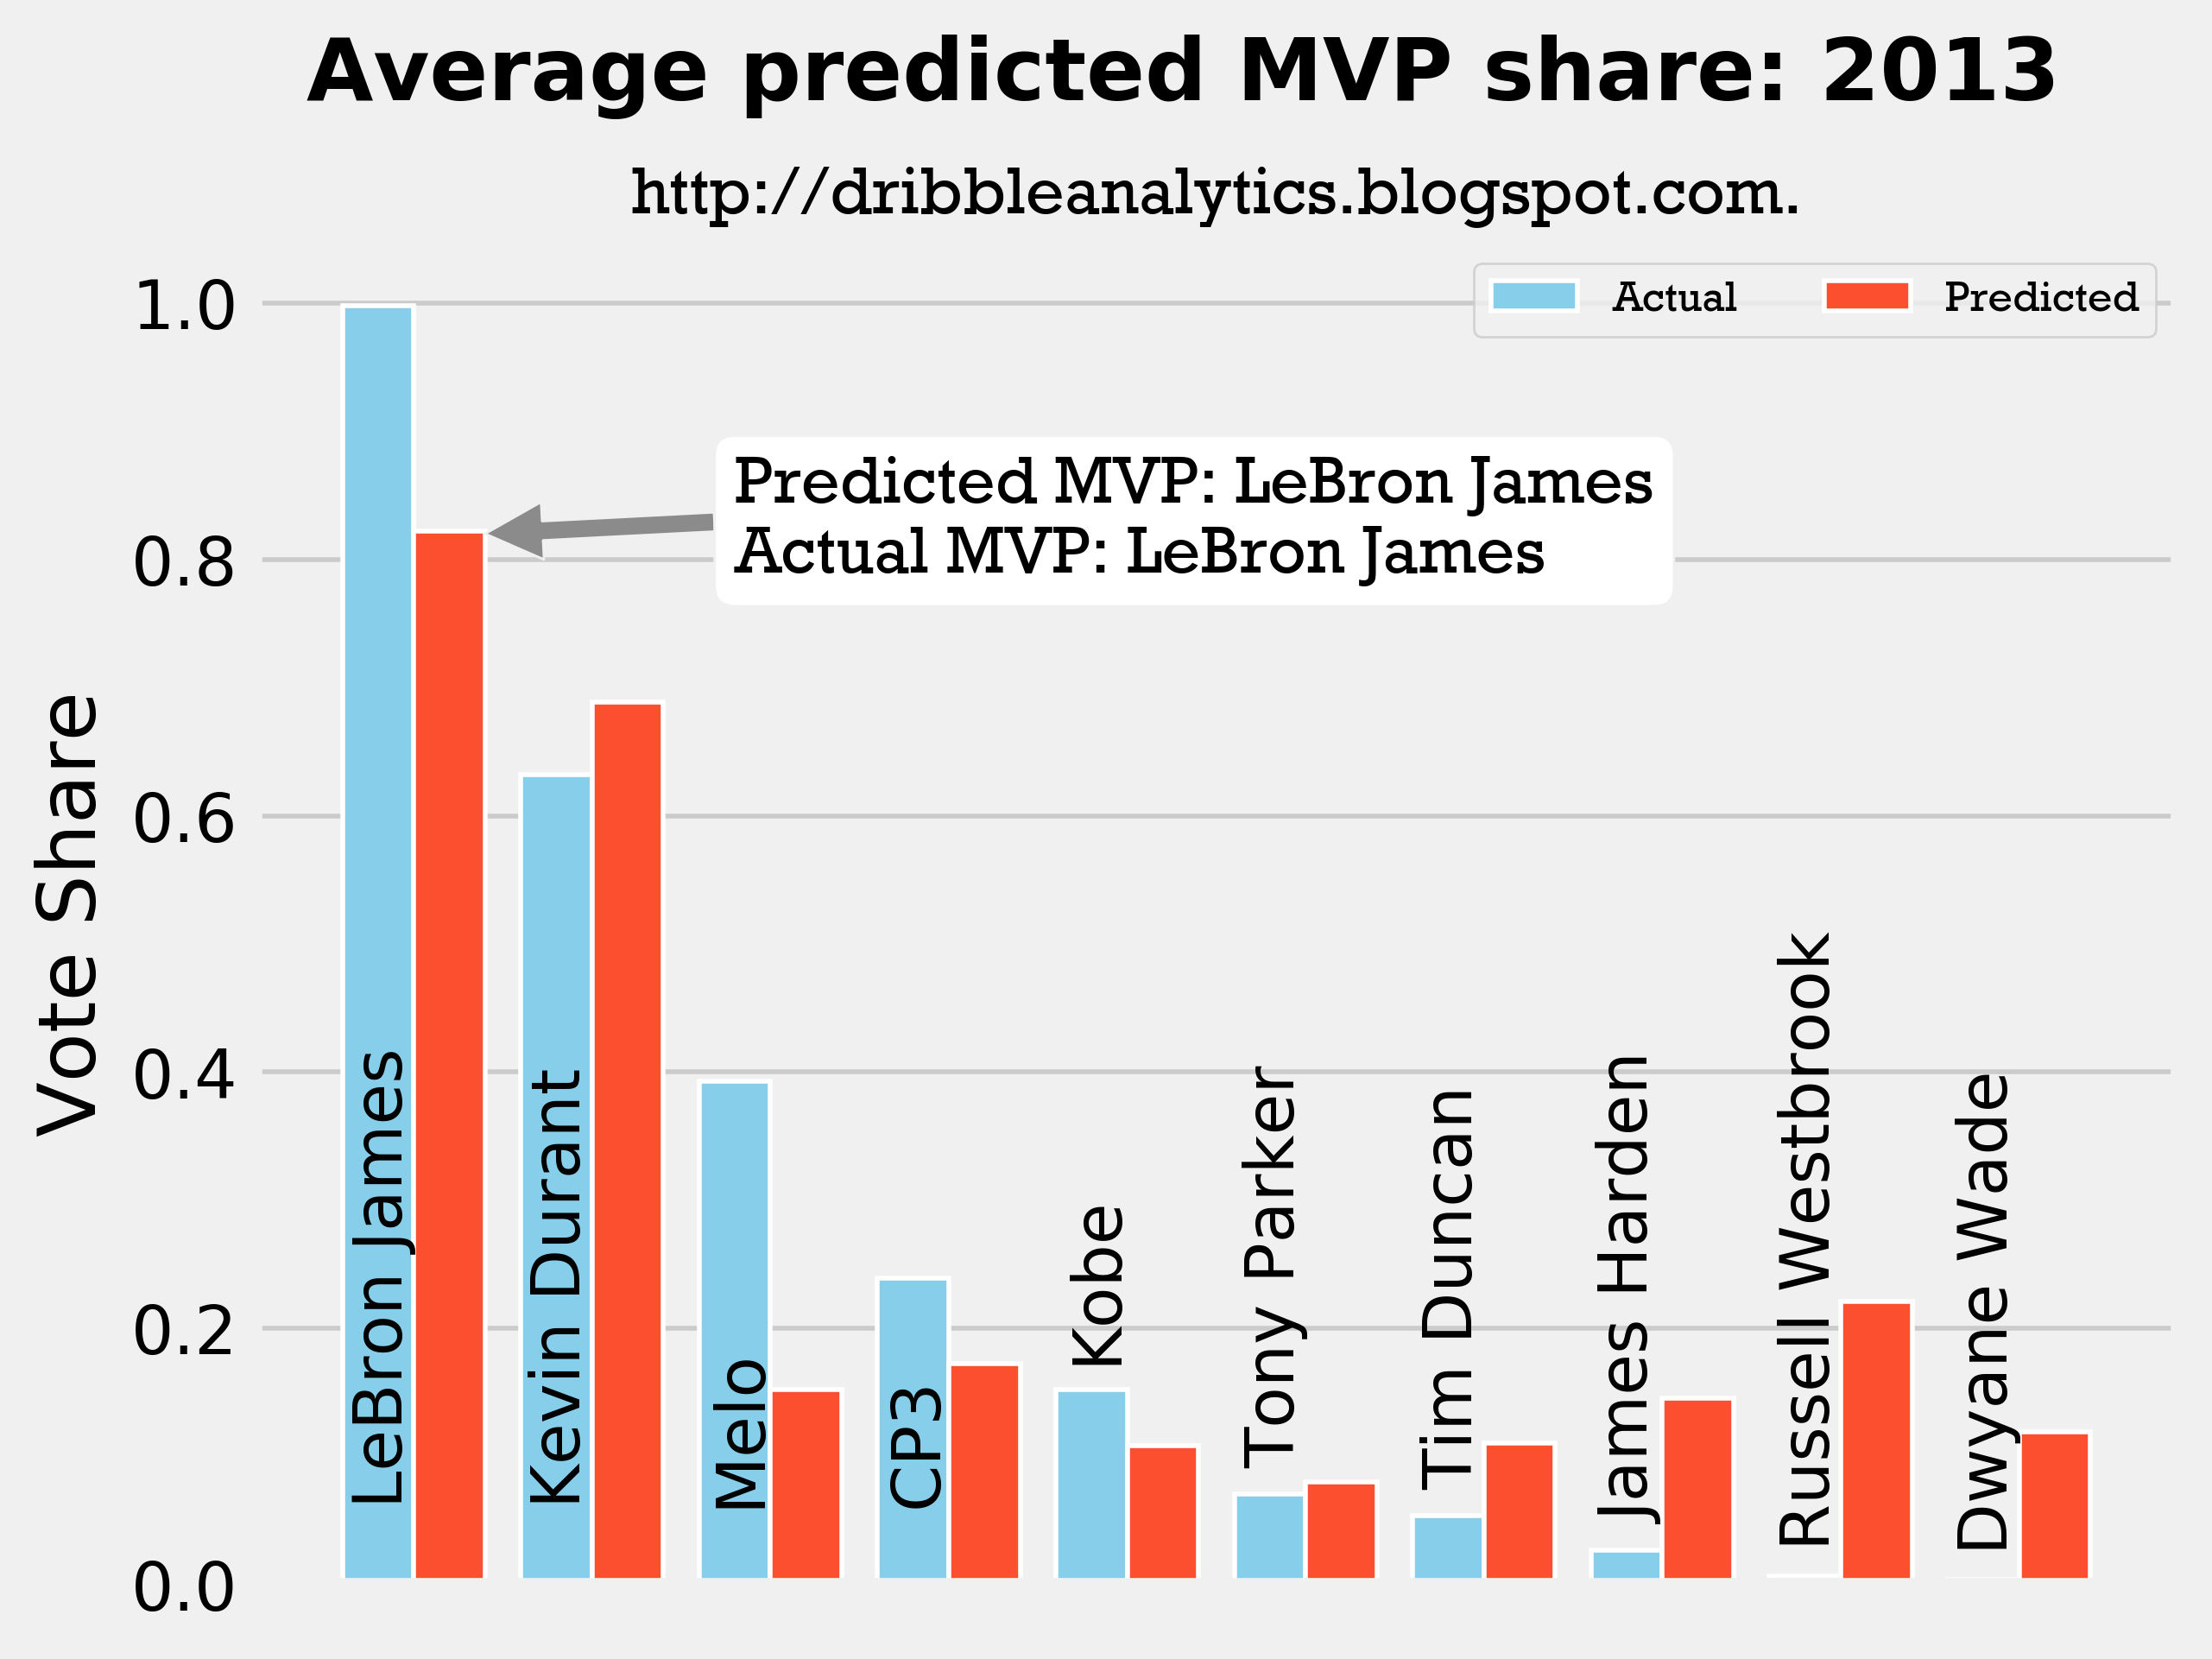 Average predicted MVP share: 2013
http://dribbleanalytics.blogspot.com.
Actual
Predicted
1.0
0.8
0.6
0.4
0.2
0.0
Vote Share
Predicted MVP: LeBron James
Actual MVP: LeBron James
LeBron James
Kevin Durant
Melo
CP3
Kobe
Tony Parker
Tim Duncan
James Harden
Russell Westbrook
Dwyane Wade